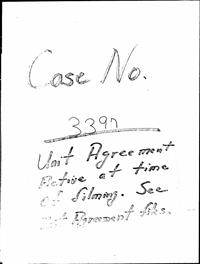 Case No.
3397
Unit Agreement
Active at time
of filming. See
Unit Agreement files.